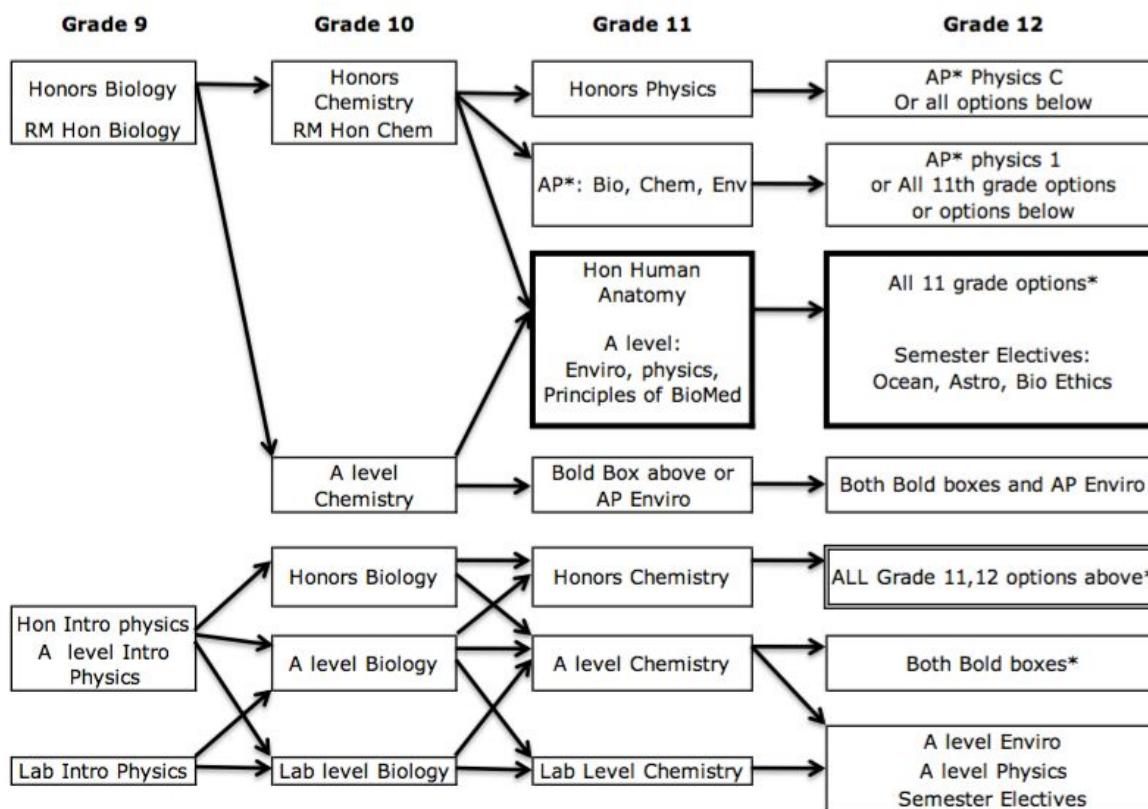 Grade 9
Grade 10
Grade 11
Grade 12
Honors Biology
RM Hon Biology
Honors
Chemistry
RM Hon Chem
Honors Physics
AP* Physics C
Or all options below
AP*: Bio, Chem, Env
AP* physics 1
or All 11th grade options
or options below
Hon Human
Anatomy
A level:
Enviro, physics,
Principles of BioMed
All 11 grade options*
Semester Electives:
Ocean, Astro, Bio Ethics
A level
Chemistry
Bold Box above or
AP Enviro
Both Bold boxes and AP Enviro
Hon Intro physics
A level Intro
Physics
Honors Biology
Honors Chemistry
ALL Grade 11,12 options above*
A level Biology
A level Chemistry
Both Bold boxes*
Lab Intro Physics
Lab level Biology
Lab Level Chemistry
A level Enviro
A level Physics
Semester Electives